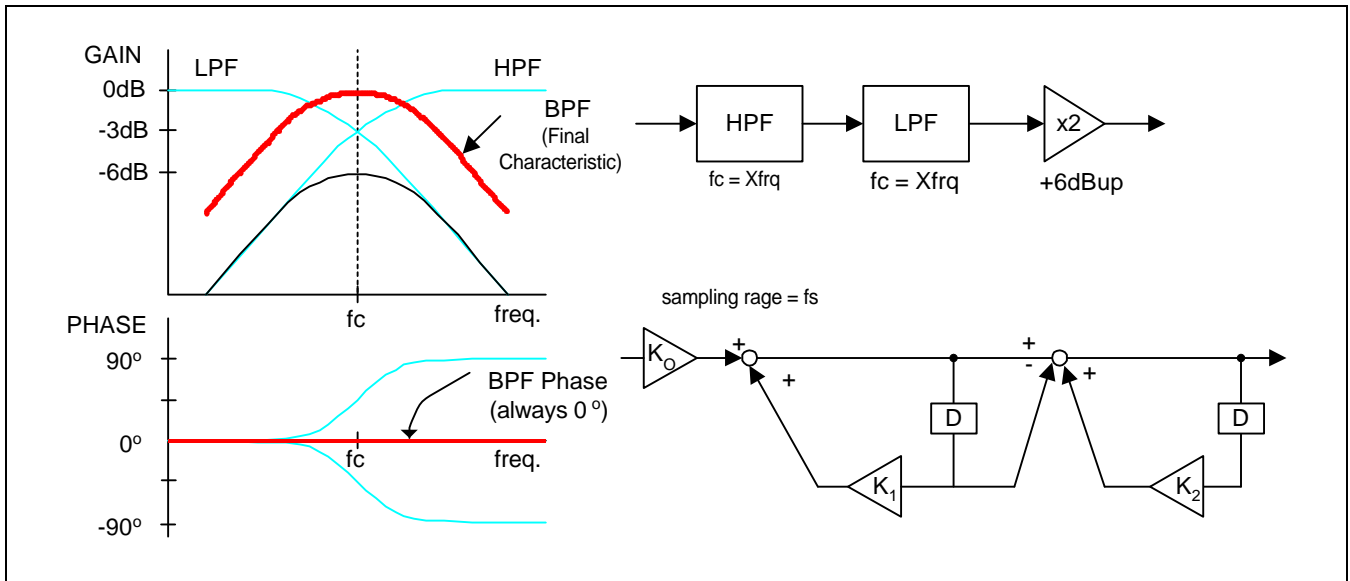 GAIN
LPF
HPF
0dB
-3dB
-6dB
BPF
(Final
Characteristic)
fc
freq.
HPF
LPF
x2
fc = Xfrq
fc = Xfrq
+6dBup
PHASE
90º
0º
-90º
BPF Phase
(always 0 º)
fc
freq.
sampling rage = fs
KO
+
+
D
K1
+
-
+
D
K2